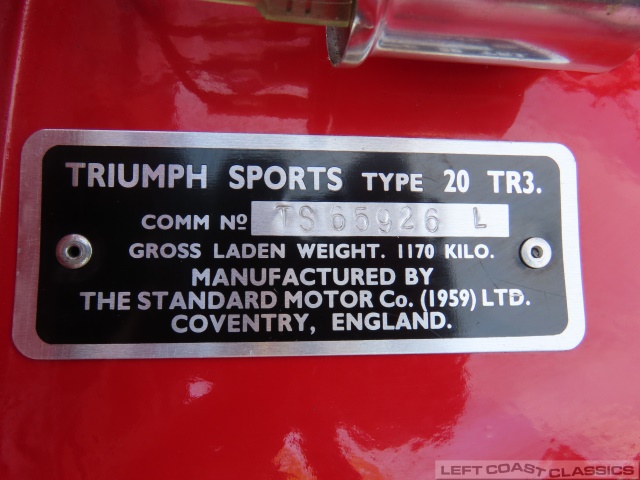 TRIUMPH SPORTS TYPE 20 TR3.
COMM NO TS 65926 L
GROSS LADEN WEIGHT. 1170 KILO.
MANUFACTURED BY
THE STANDARD MOTOR Co. (1959) LTD.
COVENTRY, ENGLAND.
LEFT COAST CLASSICS